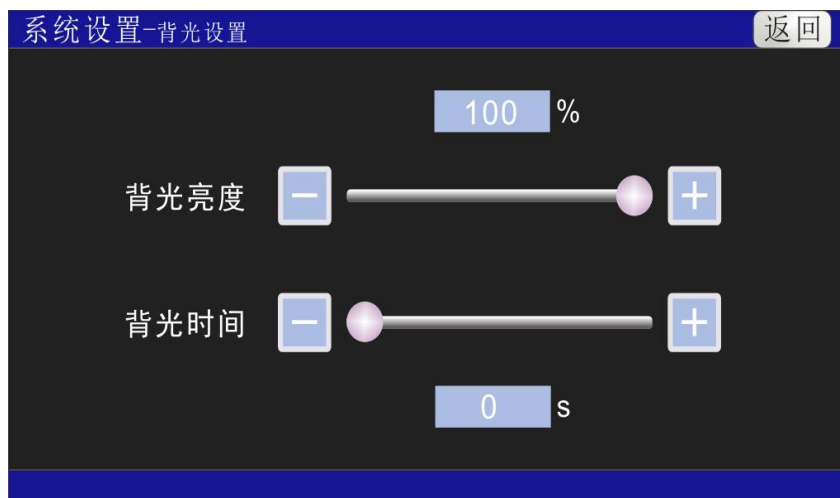 系统设置-背光设置 返回
100 %
背光亮度 − +
背光时间 − +
0 s